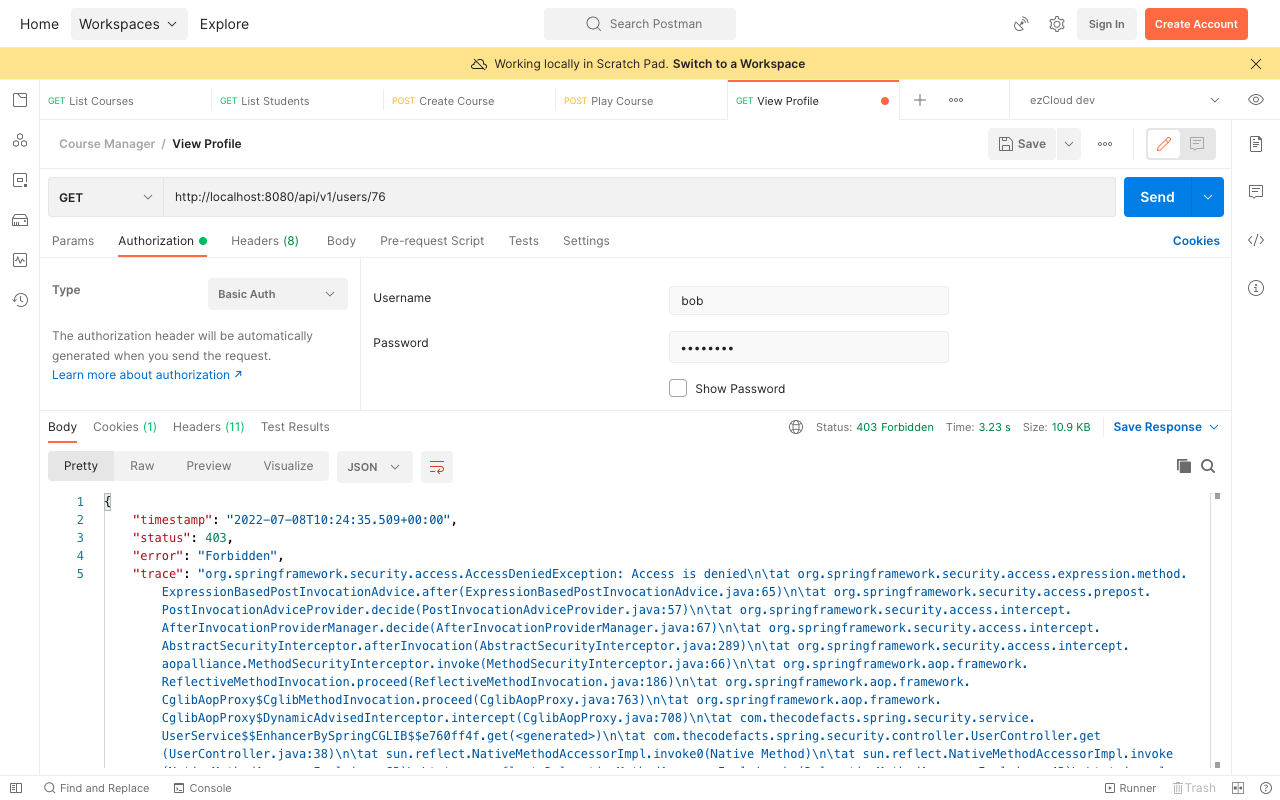 Home Workspaces Explore Search Postman Sign In Create Account
Working locally in Scratch Pad. Switch to a Workspace
GET List Courses GET List Students POST Create Course POST Play Course GET View Profile ezCloud dev
Course Manager / View Profile Save
GET http://localhost:8080/api/v1/users/76 Send
Params Authorization Headers (8) Body Pre-request Script Tests Settings Cookies
Type Basic Auth
The authorization header will be automatically
generated when you send the request.
Learn more about authorization ↗
Username bob
Password ••••••••
Show Password
Body Cookies (1) Headers (11) Test Results Status: 403 Forbidden Time: 3.23 s Size: 10.9 KB Save Response
Pretty Raw Preview Visualize JSON
1 {
2 "timestamp": "2022-07-08T10:24:35.509+00:00",
3 "status": 403,
4 "error": "Forbidden",
5 "trace": "org.springframework.security.access.AccessDeniedException: Access is denied\n\tat org.springframework.security.access.expression.method.
ExpressionBasedPostInvocationAdvice.after(ExpressionBasedPostInvocationAdvice.java:65)\n\tat org.springframework.security.access.prepost.
PostInvocationAdviceProvider.decide(PostInvocationAdviceProvider.java:57)\n\tat org.springframework.security.access.intercept.
AfterInvocationProviderManager.decide(AfterInvocationProviderManager.java:67)\n\tat org.springframework.security.access.intercept.
AbstractSecurityInterceptor.afterInvocation(AbstractSecurityInterceptor.java:289)\n\tat org.springframework.security.access.intercept.
aopalliance.MethodSecurityInterceptor.invoke(MethodSecurityInterceptor.java:66)\n\tat org.springframework.aop.framework.
ReflectiveMethodInvocation.proceed(ReflectiveMethodInvocation.java:186)\n\tat org.springframework.aop.framework.
CglibAopProxy$CglibMethodInvocation.proceed(CglibAopProxy.java:763)\n\tat org.springframework.aop.framework.
CglibAopProxy$DynamicAdvisedInterceptor.intercept(CglibAopProxy.java:708)\n\tat com.thecodefacts.spring.security.service.
UserService$$EnhancerBySpringCGLIB$$e760ff4f.get(<generated>)\n\tat com.thecodefacts.spring.security.controller.UserController.get
(UserController.java:38)\n\tat sun.reflect.NativeMethodAccessorImpl.invoke0(Native Method)\n\tat sun.reflect.NativeMethodAccessorImpl.invoke
Find and Replace Console Runner Trash